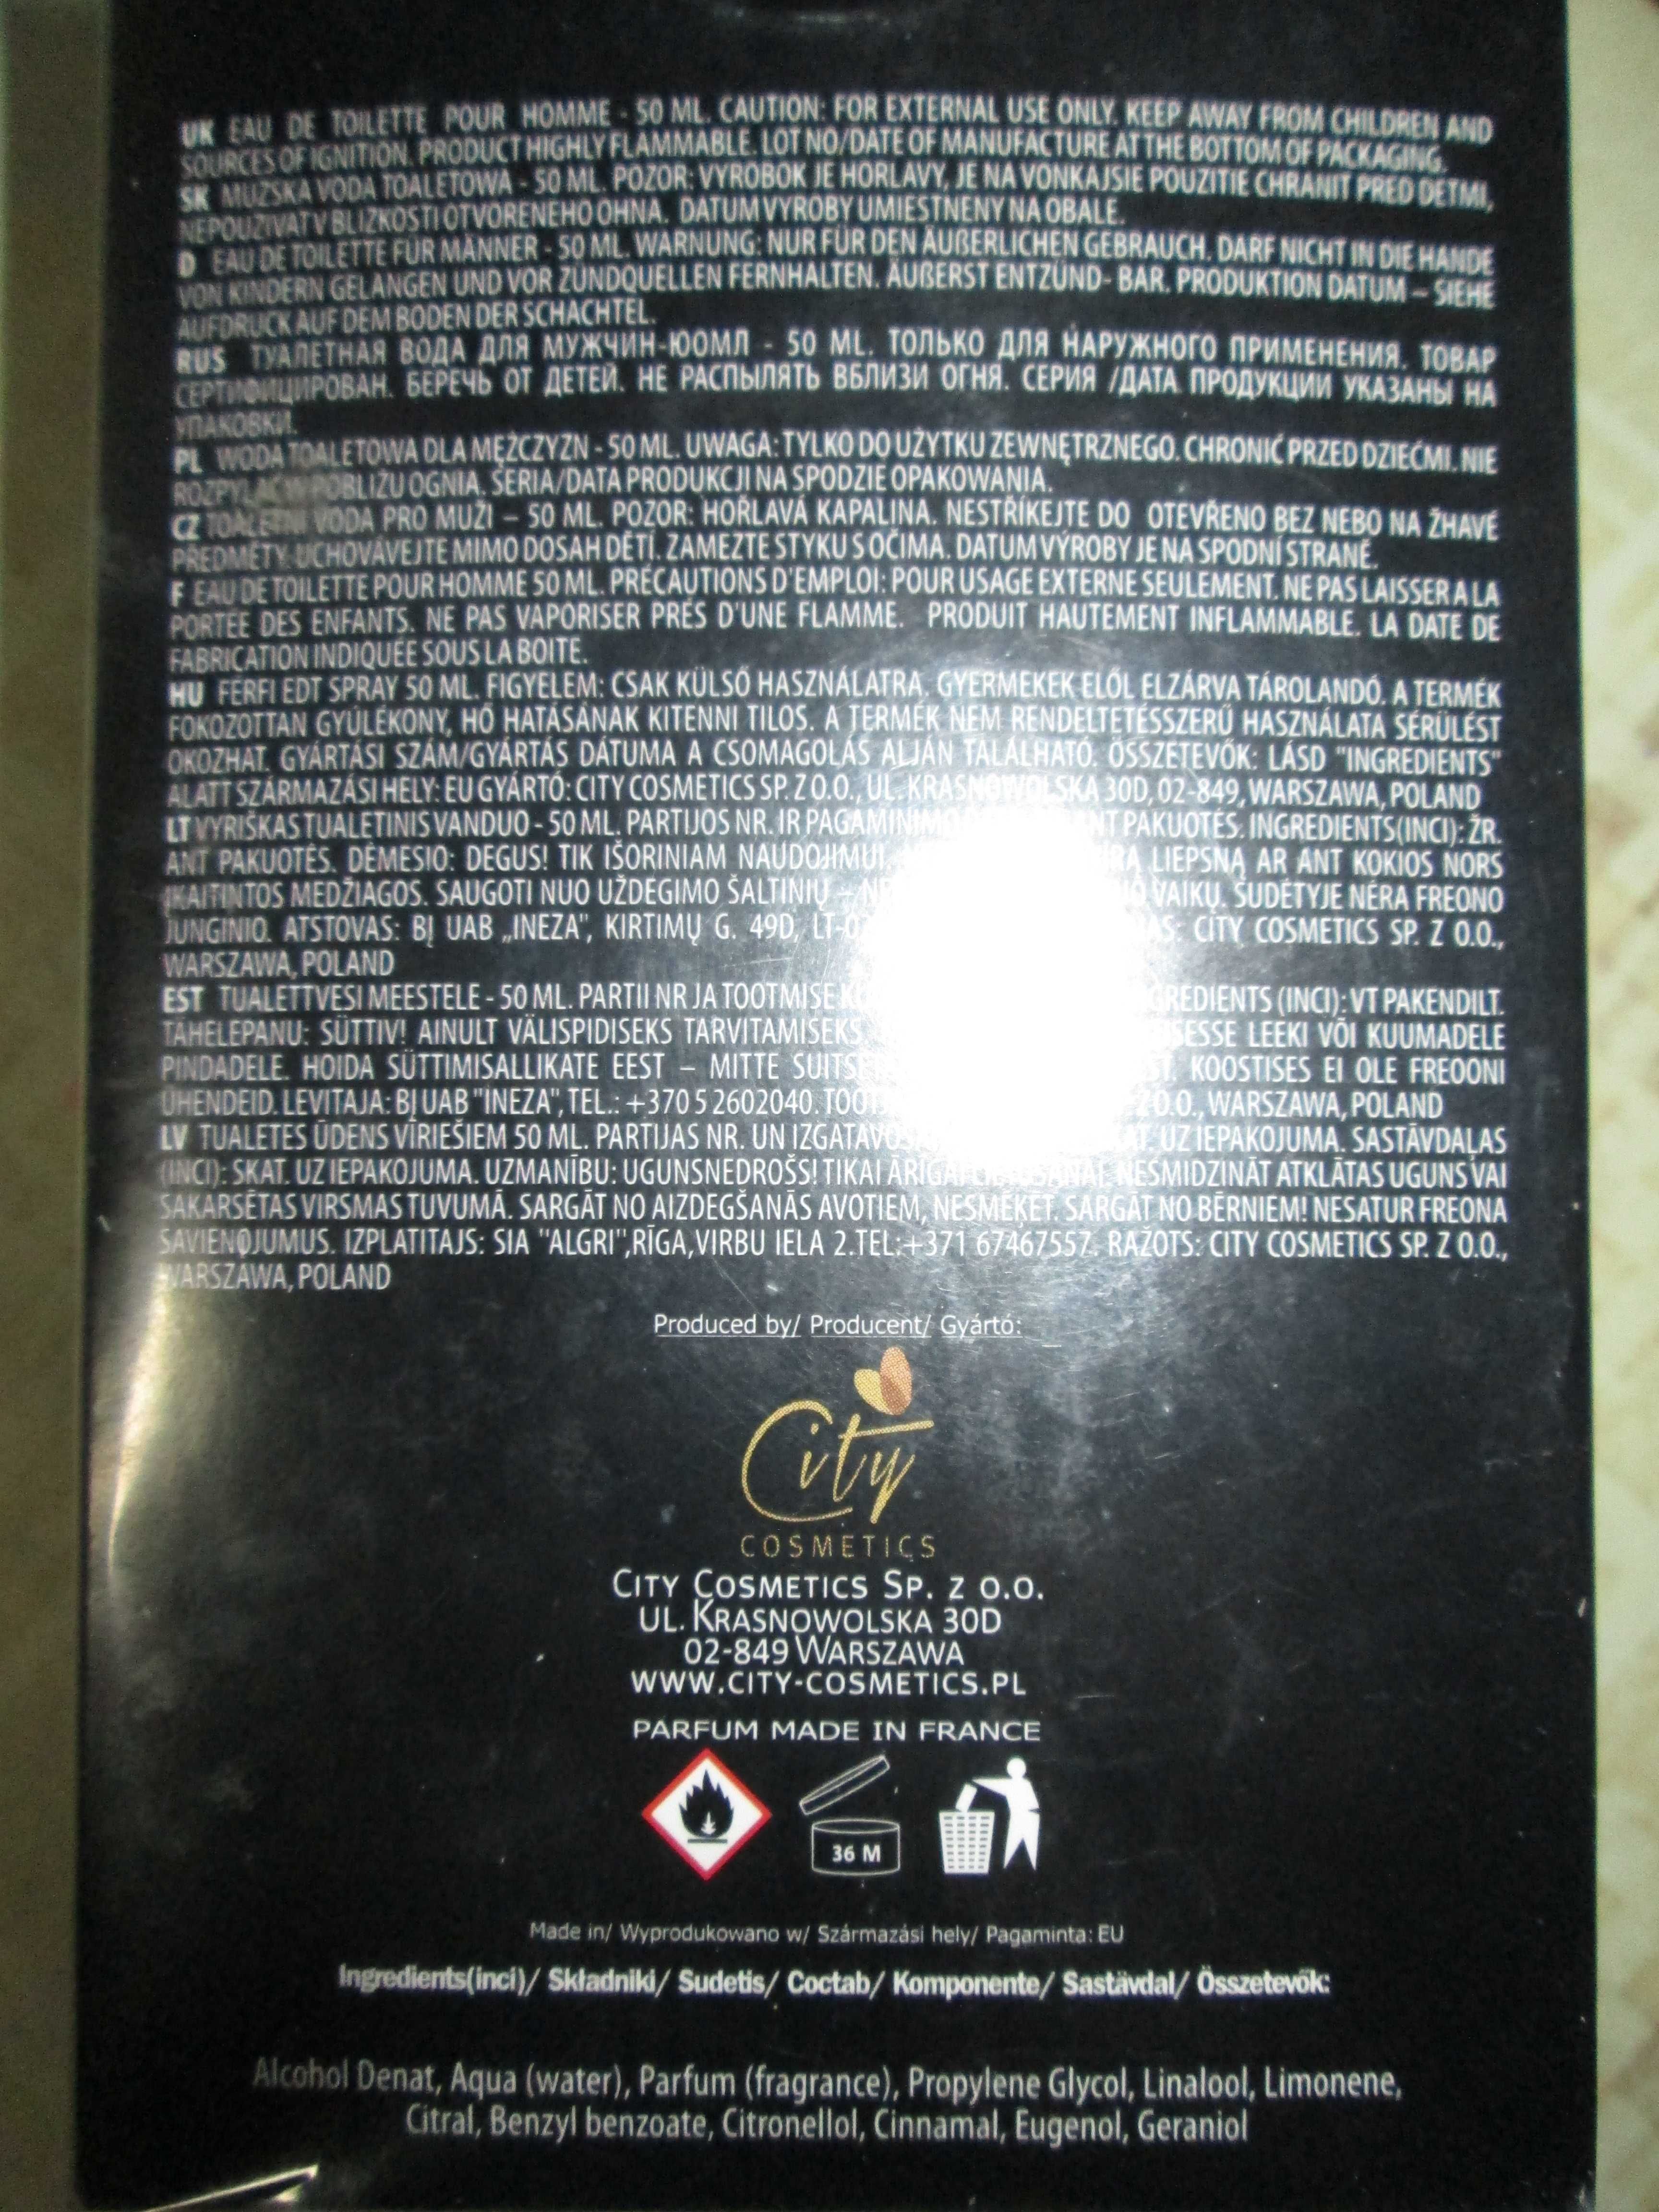 UK EAU DE TOILETTE POUR HOMME - 50 ML. CAUTION: FOR EXTERNAL USE ONLY. KEEP AWAY FROM CHILDREN AND
SOURCES OF IGNITION. PRODUCT HIGHLY FLAMMABLE. LOT NO/DATE OF MANUFACTURE AT THE BOTTOM OF PACKAGING.
SK MUZSKA VODA TOALETOWA - 50 ML. POZOR: VYROBOK JE HORLAVY, JE NA VONKAJSIE POUZITIE CHRANIT PRED DETMI,
NEPOUZIVAT V BLIZKOSTI OTVORENEHO OHNA. DATUM VYROBY UMIESTNENY NA OBALE.
D EAU DE TOILETTE FÜR MÄNNER - 50 ML. WARNUNG: NUR FÜR DEN ÄUßERLICHEN GEBRAUCH. DARF NICHT IN DIE HANDE
VON KINDERN GELANGEN UND VOR ZÜNDQUELLEN FERNHALTEN. ÄUßERST ENTZÜND- BAR. PRODUKTION DATUM – SIEHE
AUFDRUCK AUF DEM BODEN DER SCHACHTEL.
RUS ТУАЛЕТНАЯ ВОДА ДЛЯ МУЖЧИН-ЮОМЛ - 50 ML. ТОЛЬКО ДЛЯ НАРУЖНОГО ПРИМЕНЕНИЯ. ТОВАР
СЕРТИФИЦИРОВАН. БЕРЕЧЬ ОТ ДЕТЕЙ. НЕ РАСПЫЛЯТЬ ВБЛИЗИ ОГНЯ. СЕРИЯ /ДАТА ПРОДУКЦИИ УКАЗАНЫ НА
УПАКОВКИ.
PL WODA TOALETOWA DLA MĘŻCZYZN - 50 ML. UWAGA: TYLKO DO UŻYTKU ZEWNĘTRZNEGO. CHRONIĆ PRZED DZIEĆMI. NIE
ROZPYLAĆ W POBLIŻU OGNIA. SERIA/DATA PRODUKCJI NA SPODZIE OPAKOWANIA.
CZ TOALETNI VODA PRO MUŽI – 50 ML. POZOR: HOŘLAVÁ KAPALINA. NESTŘÍKEJTE DO OTEVŘENO BEZ NEBO NA ŽHAVÉ
PŘEDMĚTY. UCHOVÁVEJTE MIMO DOSAH DĚTÍ. ZAMEZTE STYKU S OČIMA. DATUM VÝROBY JE NA SPODNÍ STRANĚ.
F EAU DE TOILETTE POUR HOMME 50 ML. PRÉCAUTIONS D'EMPLOI: POUR USAGE EXTERNE SEULEMENT. NE PAS LAISSER A LA
PORTEE DES ENFANTS. NE PAS VAPORISER PRÉS D'UNE FLAMME. PRODUIT HAUTEMENT INFLAMMABLE. LA DATE DE
FABRICATION INDIQUÉE SOUS LA BOITE.
HU FÉRFI EDT SPRAY 50 ML. FIGYELEM: CSAK KÜLSŐ HASZNÁLATRA. GYERMEKEK ELŐL ELZÁRVA TÁROLANDÓ. A TERMÉK
FOKOZOTTAN GYÚLÉKONY, HŐ HATÁSÁNAK KITENNI TILOS. A TERMÉK NEM RENDELTETÉSSZERŰ HASZNÁLATA SÉRÜLÉST
OKOZHAT. GYÁRTÁSI SZÁM/GYÁRTÁS DÁTUMA A CSOMAGOLÁS ALJÁN TALÁLHATÓ. ÖSSZETEVŐK: LÁSD "INGREDIENTS"
ALATT SZÁRMAZÁSI HELY: EU GYÁRTÓ: CITY COSMETICS SP. Z O.O., UL. KRASNOWOLSKA 30D, 02-849, WARSZAWA, POLAND
LT VYRIŠKAS TUALETINIS VANDUO - 50 ML. PARTIJOS NR. IR PAGAMINIMO PAKUOTĖS. INGREDIENTS(INCI): ŽR.
ANT PAKUOTĖS. DĖMESIO: DEGUS! TIK IŠORINIAM NAUDOJIMUI. LIEPSNĄ AR ANT KOKIOS NORS
ĮKAITINTOS MEDŽIAGOS. SAUGOTI NUO UŽDEGIMO ŠALTINIŲ – VAIKŲ. SUDĖTYJE NĖRA FREONO
JUNGINIO. ATSTOVAS: BĮ UAB „INEZA", KIRTIMŲ G. 49D, CITY COSMETICS SP. Z O.O.,
WARSZAWA, POLAND
EST TUALETTVESI MEESTELE - 50 ML. PARTII NR JA TOOTMISE (INCI): VT PAKENDILT.
TÄHELEPANU: SÜTTIV! AINULT VÄLISPIDISEKS TARVITAMISEKS LEEKI VÕI KUUMADELE
PINDADELE. HOIDA SÜTTIMISALLIKATE EEST – MITTE KOOSTISES EI OLE FREOONI
ÜHENDEID. LEVITAJA: BĮ UAB "INEZA", TEL.: +370 5 2602040. Z O.O., WARSZAWA, POLAND
LV TUALETES ŪDENS VĪRIEŠIEM 50 ML. PARTIJAS NR. UN UZ IEPAKOJUMA. SASTĀVDAĻAS
(INCI): SKAT. UZ IEPAKOJUMA. UZMANĪBU: UGUNSNEDROŠS! TIKAI NESMIDZINĀT ATKLĀTAS UGUNS VAI
SAKARSĒTAS VIRSMAS TUVUMĀ. SARGĀT NO AIZDEGŠANĀS AVOTIEM, NESMĒĶĒT. SARGĀT NO BĒRNIEM! NESATUR FREONA
SAVIENOJUMUS. IZPLATITAJS: SIA "ALGRI", RĪGA, VIRBU IELA 2. TEL:+371 67467557. RAŽOTS: CITY COSMETICS SP. Z O.O.,
WARSZAWA, POLAND
Produced by/ Producent/ Gyártó:
City
COSMETICS
CITY COSMETICS SP. Z O.O.
UL. KRASNOWOLSKA 30D
02-849 WARSZAWA
WWW.CITY-COSMETICS.PL
PARFUM MADE IN FRANCE
36 M
Made in/ Wyprodukowano w/ Származási hely/ Pagaminta: EU
Ingredients(inci)/ Składniki/ Sudetis/ Coctab/ Komponente/ Sastävdal/ Összetevők:
Alcohol Denat, Aqua (water), Parfum (fragrance), Propylene Glycol, Linalool, Limonene,
Citral, Benzyl benzoate, Citronellol, Cinnamal, Eugenol, Geraniol